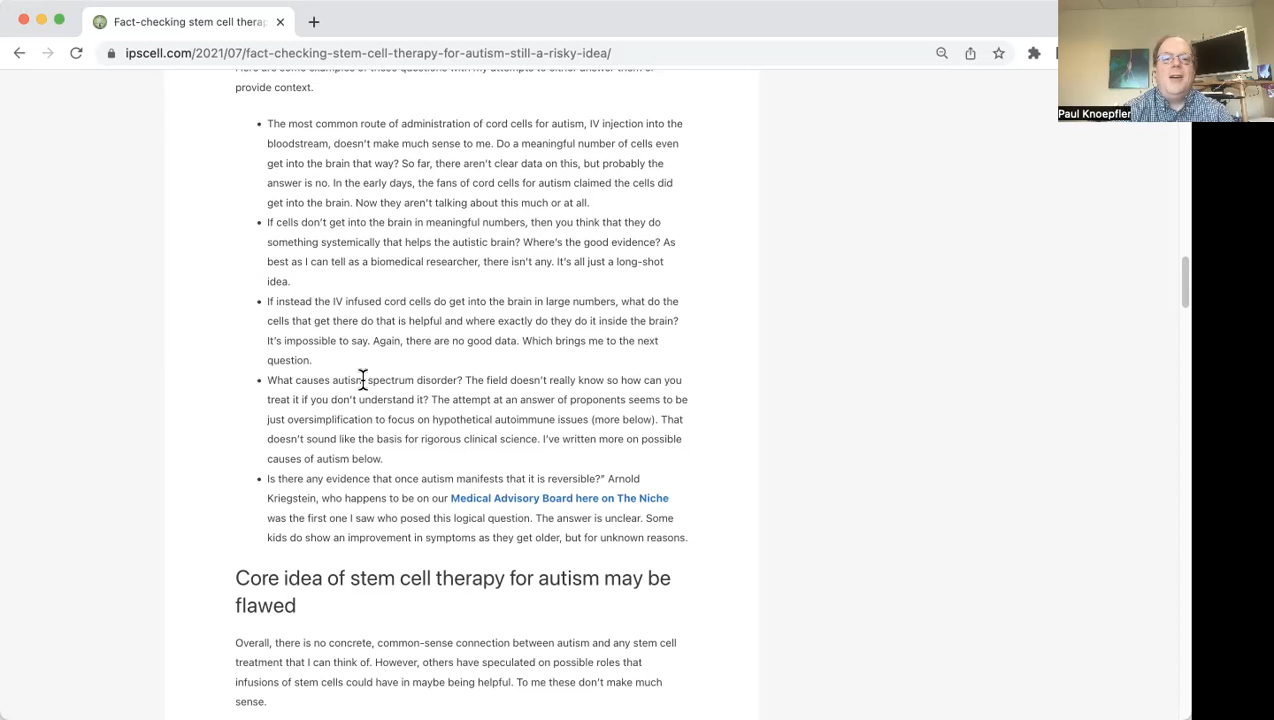 Fact-checking stem cell therap
ipscell.com/2021/07/fact-checking-stem-cell-therapy-for-autism-still-a-risky-idea/
Paul Knoepfler
Here are some examples of those questions with my attempts to either answer them or
provide context.
• The most common route of administration of cord cells for autism, IV injection into the
bloodstream, doesn't make much sense to me. Do a meaningful number of cells even
get into the brain that way? So far, there aren't clear data on this, but probably the
answer is no. In the early days, the fans of cord cells for autism claimed the cells did
get into the brain. Now they aren't talking about this much or at all.
• If cells don't get into the brain in meaningful numbers, then you think that they do
something systemically that helps the autistic brain? Where's the good evidence? As
best as I can tell as a biomedical researcher, there isn't any. It's all just a long-shot
idea.
• If instead the IV infused cord cells do get into the brain in large numbers, what do the
cells that get there do that is helpful and where exactly do they do it inside the brain?
It's impossible to say. Again, there are no good data. Which brings me to the next
question.
• What causes autism spectrum disorder? The field doesn't really know so how can you
treat it if you don't understand it? The attempt at an answer of proponents seems to be
just oversimplification to focus on hypothetical autoimmune issues (more below). That
doesn't sound like the basis for rigorous clinical science. I've written more on possible
causes of autism below.
• Is there any evidence that once autism manifests that it is reversible?" Arnold
Kriegstein, who happens to be on our Medical Advisory Board here on The Niche
was the first one I saw who posed this logical question. The answer is unclear. Some
kids do show an improvement in symptoms as they get older, but for unknown reasons.
Core idea of stem cell therapy for autism may be
flawed
Overall, there is no concrete, common-sense connection between autism and any stem cell
treatment that I can think of. However, others have speculated on possible roles that
infusions of stem cells could have in maybe being helpful. To me these don't make much
sense.